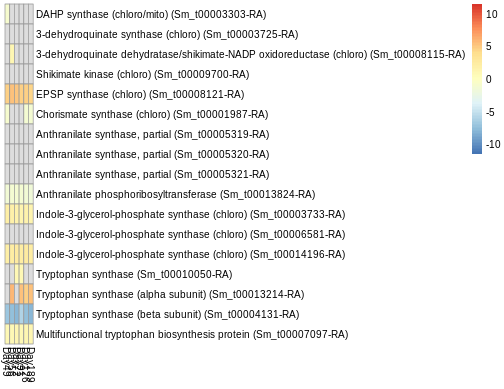 DAHP synthase (chloro/mito) (Sm_t00003303-RA)
3-dehydroquinate synthase (chloro) (Sm_t00003725-RA)
3-dehydroquinate dehydratase/shikimate-NADP oxidoreductase (chloro) (Sm_t00008115-RA)
Shikimate kinase (chloro) (Sm_t00009700-RA)
EPSP synthase (chloro) (Sm_t00008121-RA)
Chorismate synthase (chloro) (Sm_t00001987-RA)
Anthranilate synthase, partial (Sm_t00005319-RA)
Anthranilate synthase, partial (Sm_t00005320-RA)
Anthranilate synthase, partial (Sm_t00005321-RA)
Anthranilate phosphoribosyltransferase (Sm_t00013824-RA)
Indole-3-glycerol-phosphate synthase (chloro) (Sm_t00003733-RA)
Indole-3-glycerol-phosphate synthase (chloro) (Sm_t00006581-RA)
Indole-3-glycerol-phosphate synthase (chloro) (Sm_t00014196-RA)
Tryptophan synthase (Sm_t00010050-RA)
Tryptophan synthase (alpha subunit) (Sm_t00013214-RA)
Tryptophan synthase (beta subunit) (Sm_t00004131-RA)
Multifunctional tryptophan biosynthesis protein (Sm_t00007097-RA)
10
5
0
-5
-10